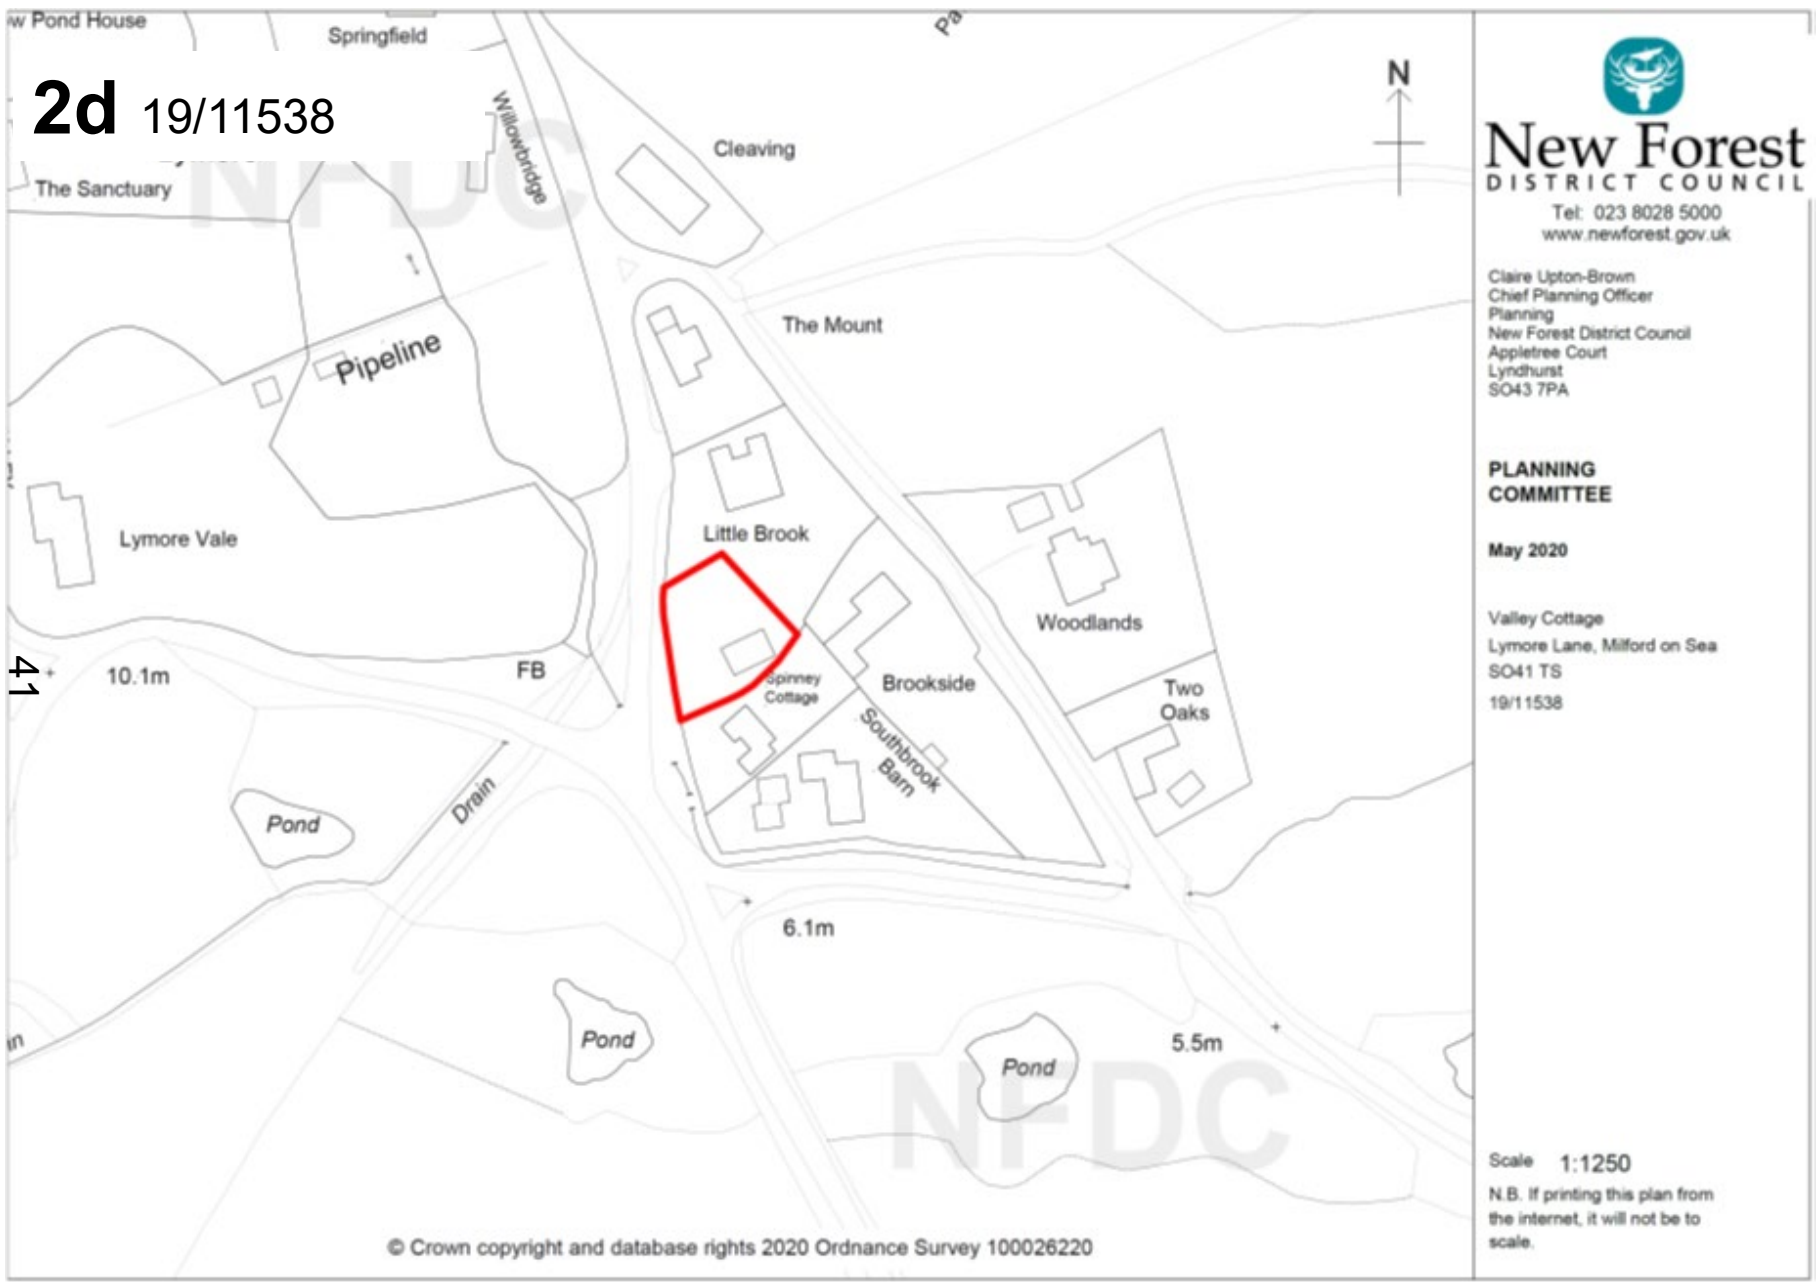 w Pond House
Springfield
Pa
2d 19/11538
Willowbridge
Cleaving
NFDC
The Sanctuary
N
The Mount
Pipeline
Lymore Vale
Little Brook
Woodlands
10.1m
FB
Spinney
Cottage
Brookside
Two
Oaks
Southbrook
Barn
41
Drain
Pond
6.1m
Pond
Pond
5.5m
in
NFDC
© Crown copyright and database rights 2020 Ordnance Survey 100026220
New Forest
DISTRICT COUNCIL
Tel: 023 8028 5000
www.newforest.gov.uk
Claire Upton-Brown
Chief Planning Officer
Planning
New Forest District Council
Appletree Court
Lyndhurst
SO43 7PA
PLANNING
COMMITTEE
May 2020
Valley Cottage
Lymore Lane, Milford on Sea
SO41 TS
19/11538
Scale 1:1250
N.B. If printing this plan from
the internet, it will not be to
scale.